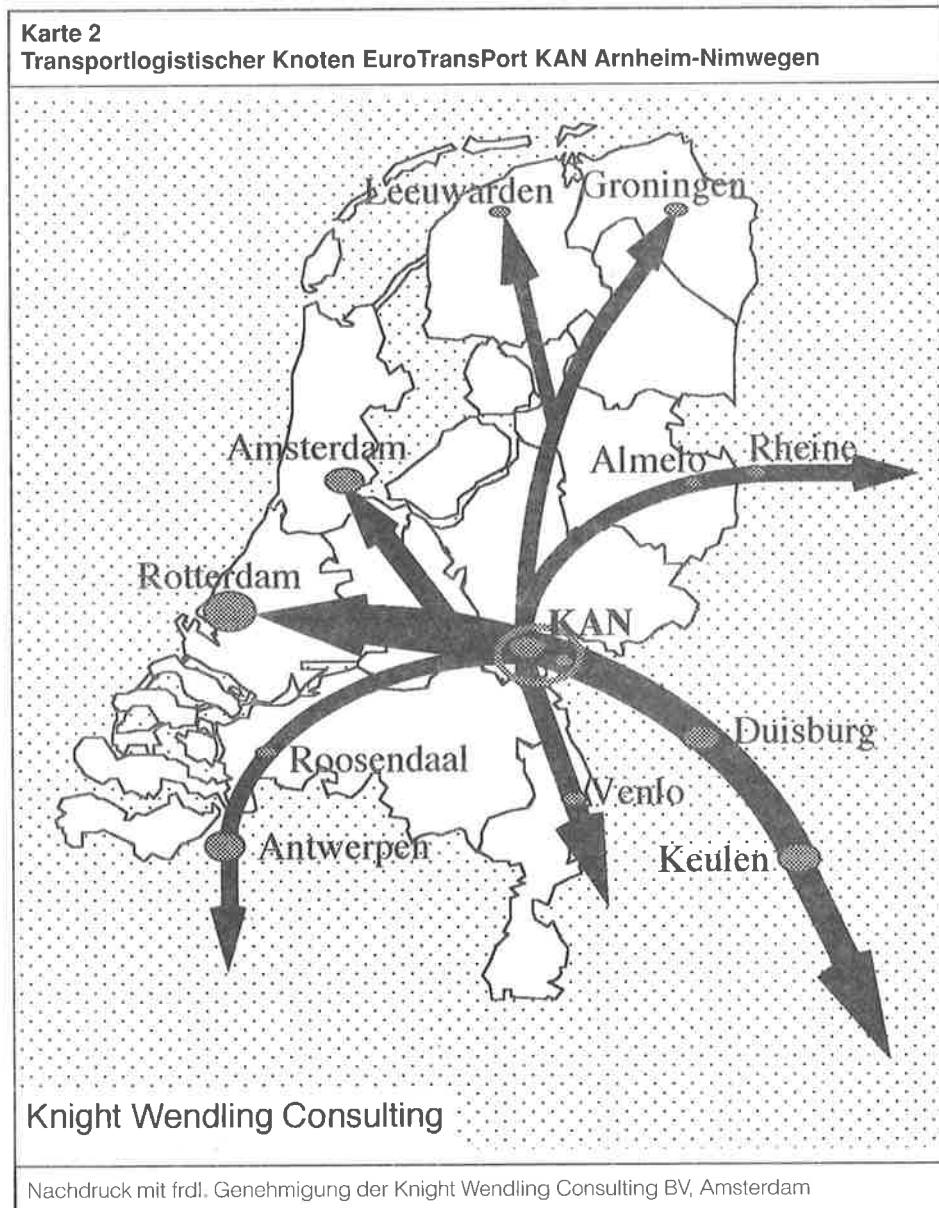 Karte 2
Transportlogistischer Knoten EuroTransPort KAN Arnheim-Nimwegen
Leeuwarden
Groningen
Amsterdam
Almelo
Rheine
Rotterdam
KAN
Duisburg
Roosendaal
Venlo
Antwerpen
Keulen
Knight Wendling Consulting
Nachdruck mit frdl. Genehmigung der Knight Wendling Consulting BV, Amsterdam